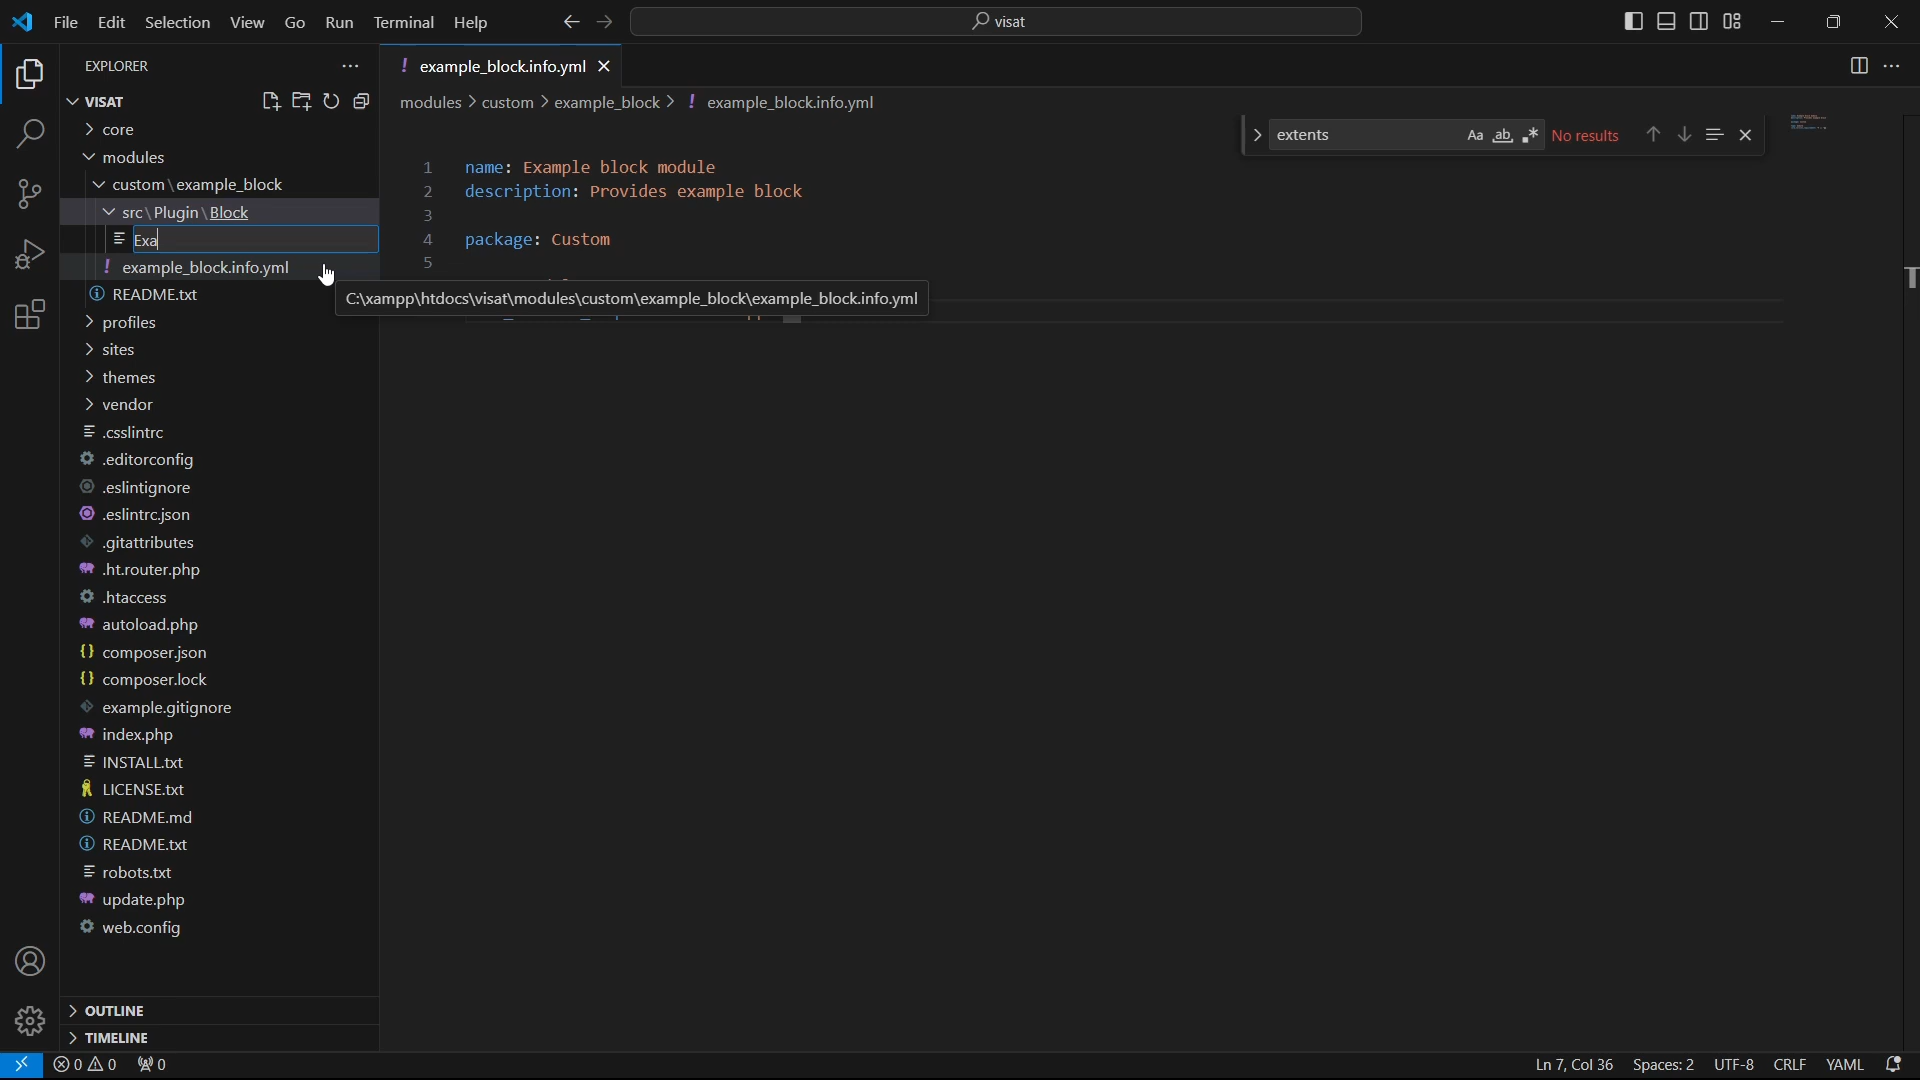 File Edit Selection View Go Run Terminal Help
visat
EXPLORER
example_block.info.yml
VISAT
modules > custom > example_block > ! example_block.info.yml
core
extents
Aa ab
No results
modules
1 name: Example block module
custom\example_block
2 description: Provides example block
src\Plugin\Block
3
Exa
4 package: Custom
example_block.info.yml
5
README.txt
C:\xampp\htdocs\visat\modules\custom\example_block\example_block.info.yml
profiles
sites
themes
vendor
.csslintrc
.editorconfig
.eslintignore
.eslintrc.json
.gitattributes
.ht.router.php
.htaccess
autoload.php
composer.json
composer.lock
example.gitignore
index.php
INSTALL.txt
LICENSE.txt
README.md
README.txt
robots.txt
update.php
web.config
OUTLINE
TIMELINE
0 0 0
Ln 7, Col 36 Spaces: 2 UTF-8 CRLF YAML